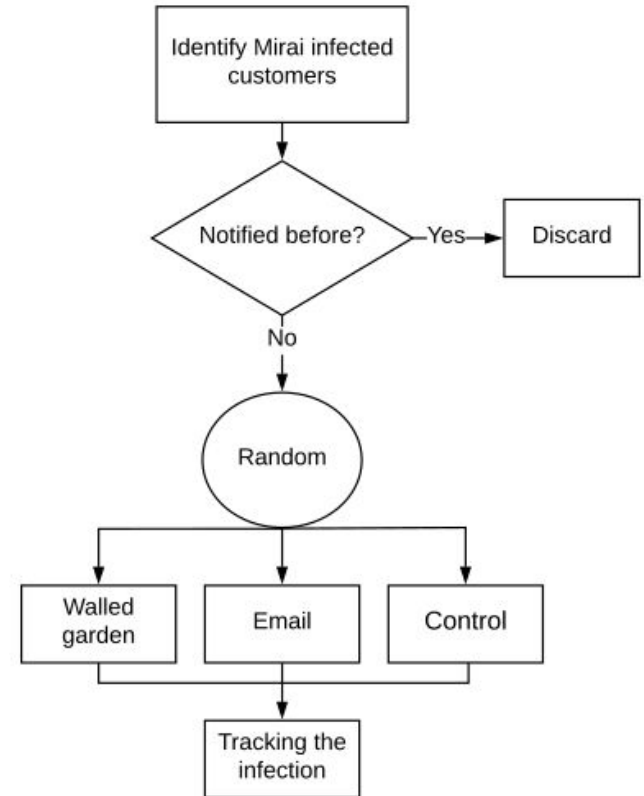 Identify Mirai infected
customers
Notified before?
Yes
Discard
No
Random
Walled
garden
Email
Control
Tracking the
infection